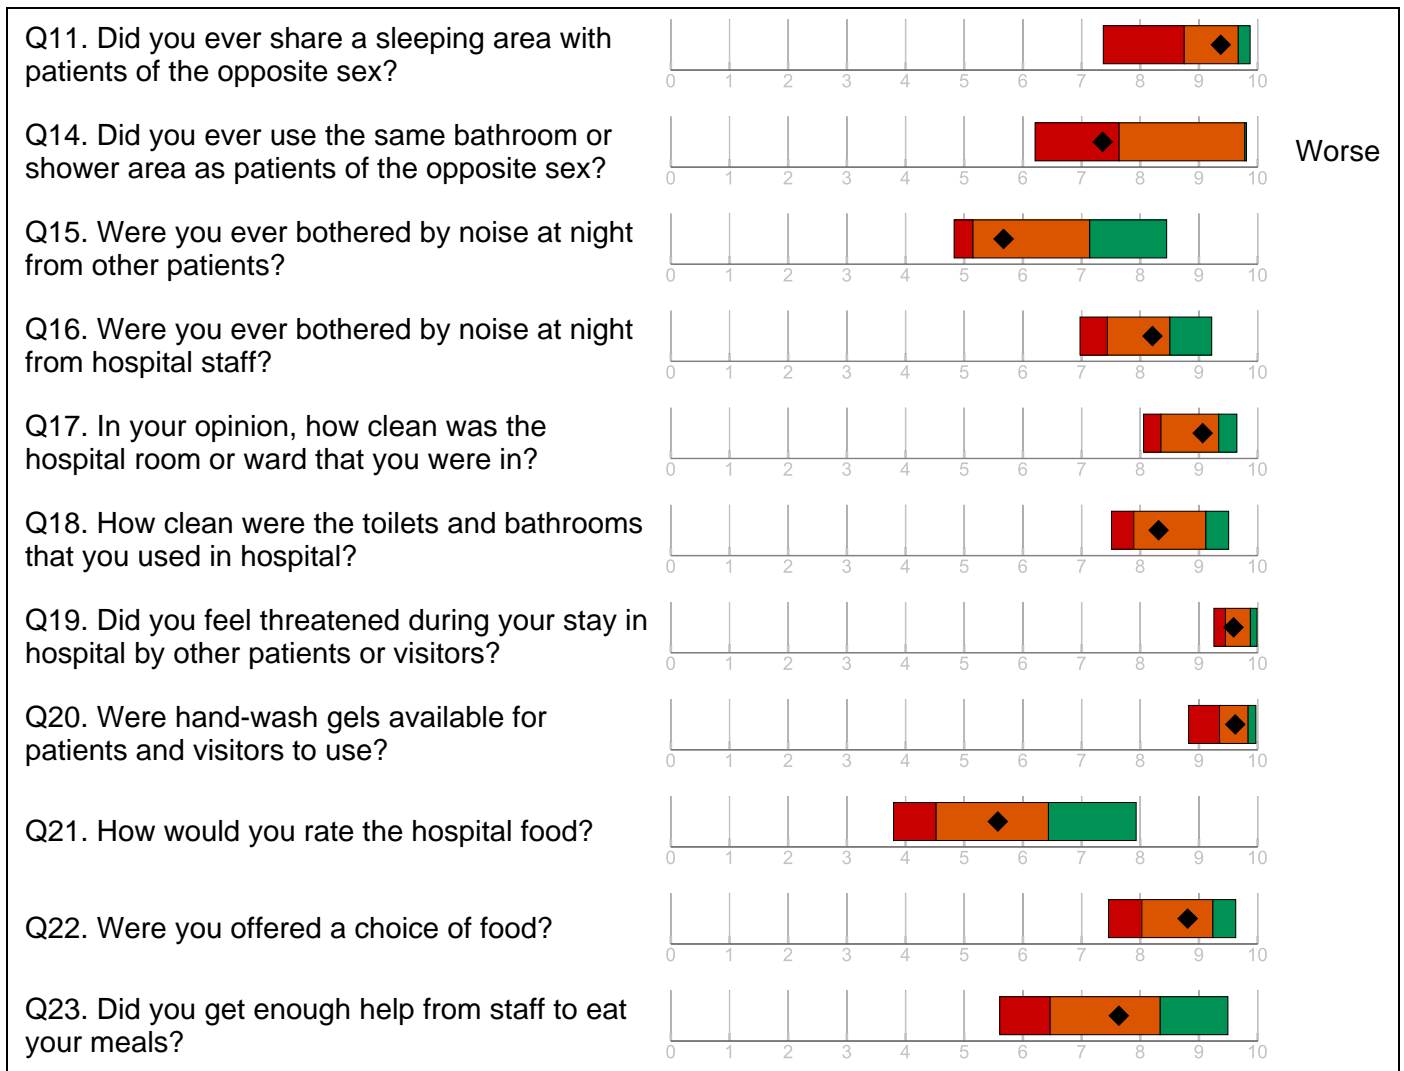 Q11. Did you ever share a sleeping area with
patients of the opposite sex?
0 1 2 3 4 5 6 7 8 9 10
Q14. Did you ever use the same bathroom or
shower area as patients of the opposite sex?
Worse
0 1 2 3 4 5 6 7 8 9 10
Q15. Were you ever bothered by noise at night
from other patients?
0 1 2 3 4 5 6 7 8 9 10
Q16. Were you ever bothered by noise at night
from hospital staff?
0 1 2 3 4 5 6 7 8 9 10
Q17. In your opinion, how clean was the
hospital room or ward that you were in?
0 1 2 3 4 5 6 7 8 9 10
Q18. How clean were the toilets and bathrooms
that you used in hospital?
0 1 2 3 4 5 6 7 8 9 10
Q19. Did you feel threatened during your stay in
hospital by other patients or visitors?
0 1 2 3 4 5 6 7 8 9 10
Q20. Were hand-wash gels available for
patients and visitors to use?
0 1 2 3 4 5 6 7 8 9 10
Q21. How would you rate the hospital food?
0 1 2 3 4 5 6 7 8 9 10
Q22. Were you offered a choice of food?
0 1 2 3 4 5 6 7 8 9 10
Q23. Did you get enough help from staff to eat
your meals?
0 1 2 3 4 5 6 7 8 9 10